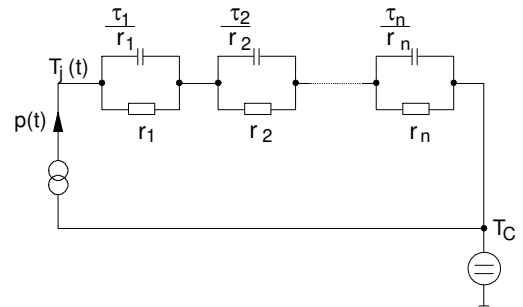 τ1 τ2 τn
r1 r2 rn
Tj (t)
r1 r2 rn
p(t)
TC